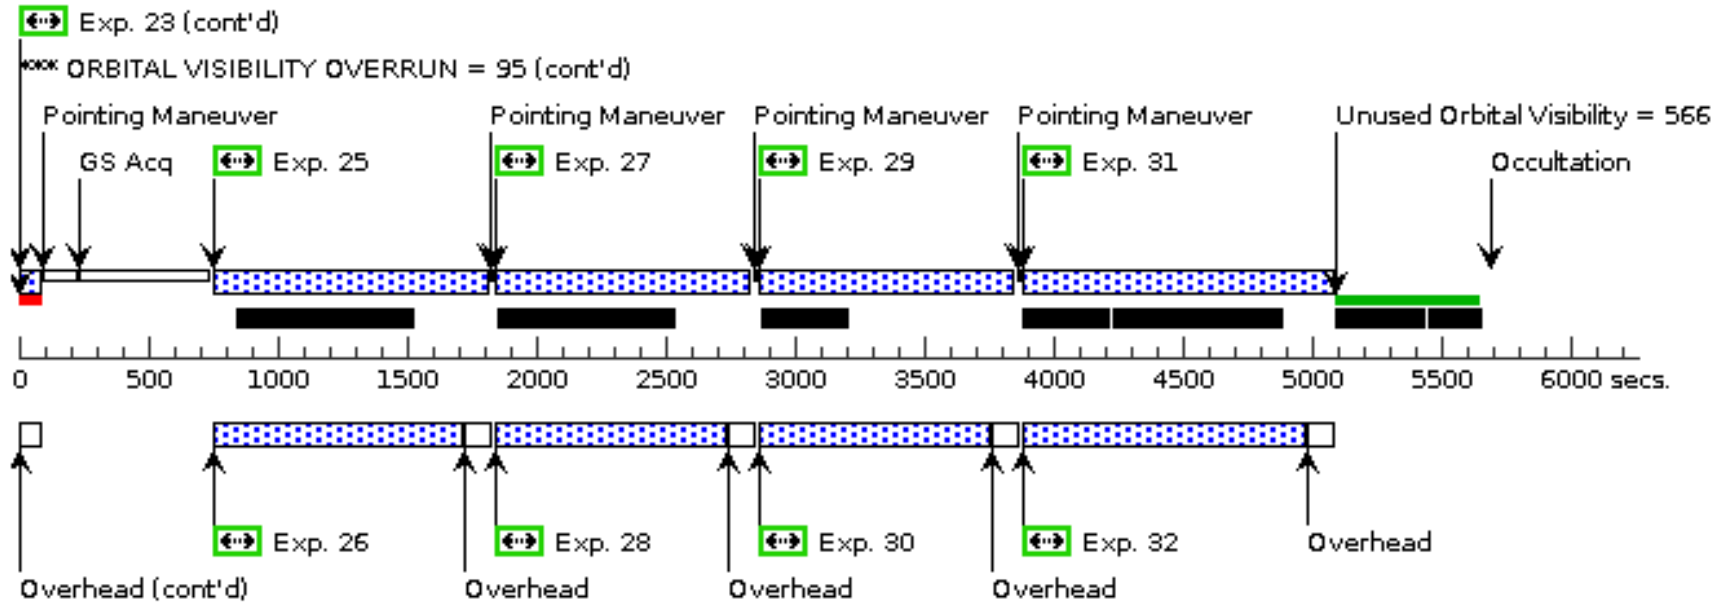 Exp. 23 (cont'd)
**** ORBITAL VISIBILITY OVERRUN = 95 (cont'd)
Pointing Maneuver Pointing Maneuver Pointing Maneuver Pointing Maneuver Unused Orbital Visibility = 566
GS Acq Exp. 25 Exp. 27 Exp. 29 Exp. 31 Occultation
0 500 1000 1500 2000 2500 3000 3500 4000 4500 5000 5500 6000 secs.
Exp. 26 Exp. 28 Exp. 30 Exp. 32 Overhead
Overhead (cont'd) Overhead Overhead Overhead